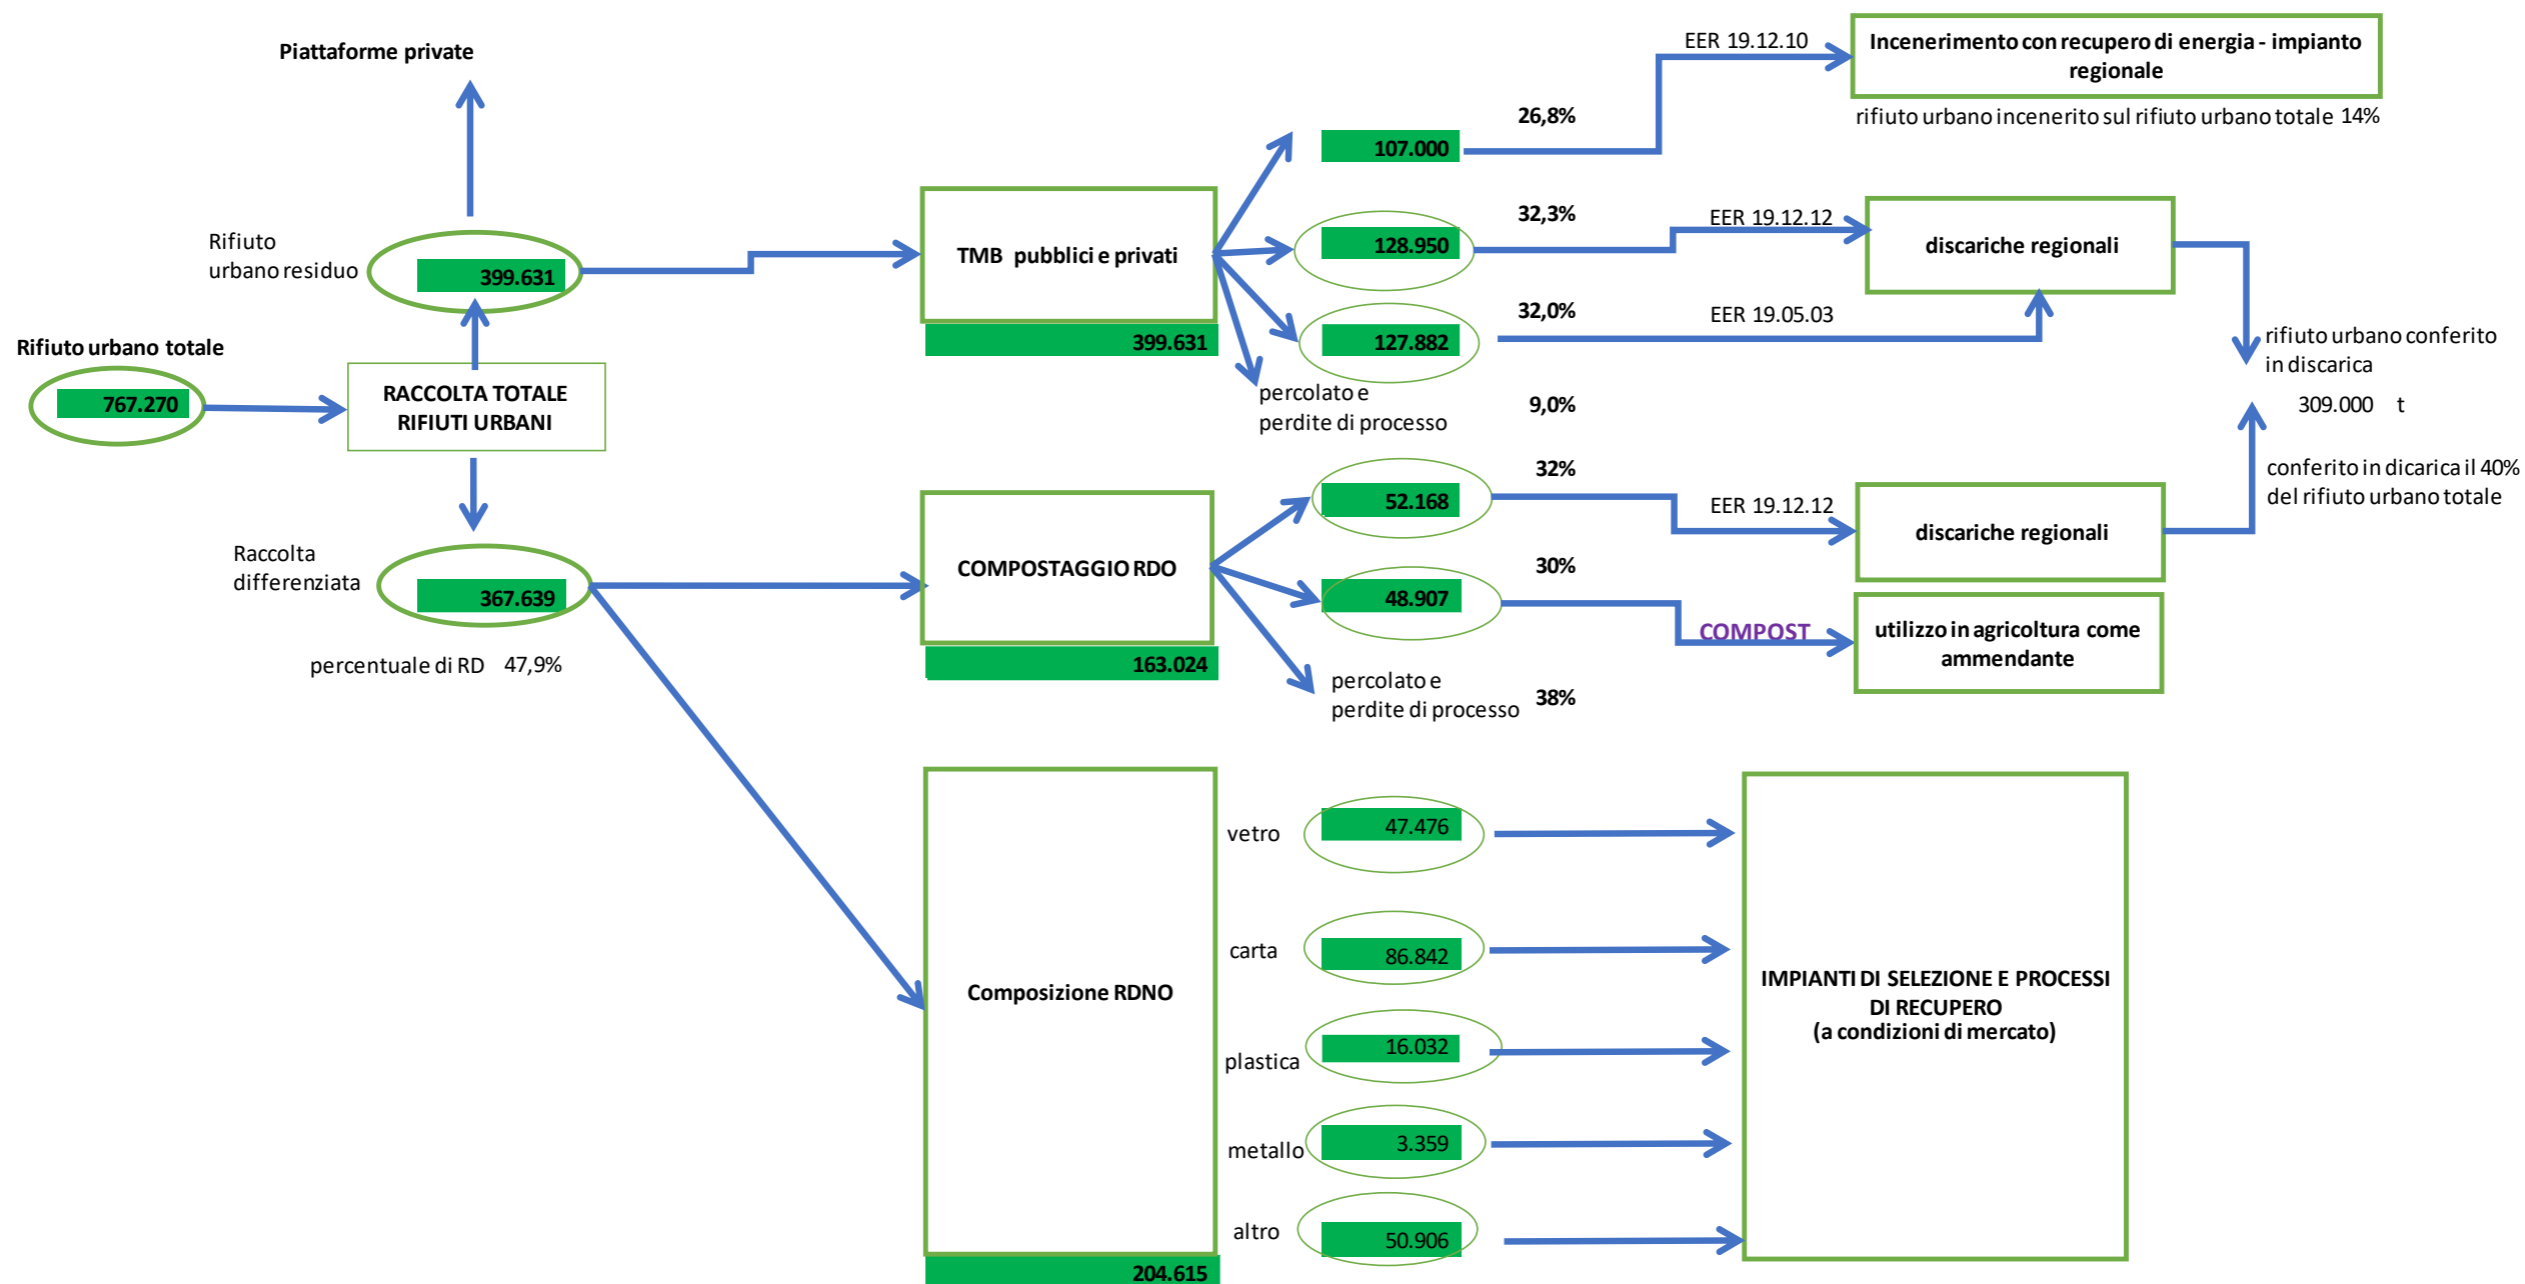 Piattaforme private
EER 19.12.10
Incenerimento con recupero di energia - impianto
regionale
rifiuto urbano incenerito sul rifiuto urbano totale 14%
26,8%
107.000
Rifiuto
urbano residuo
399.631
TMB pubblici e privati
399.631
32,3%
128.950
EER 19.12.12
discariche regionali
32,0%
127.882
EER 19.05.03
rifiuto urbano conferito
in discarica
309.000 t
Rifiuto urbano totale
767.270
RACCOLTA TOTALE
RIFIUTI URBANI
percolato e
perdite di processo
9,0%
32%
52.168
EER 19.12.12
discariche regionali
conferito in dicarica il 40%
del rifiuto urbano totale
Raccolta
differenziata
367.639
percentuale di RD 47,9%
COMPOSTAGGIO RDO
163.024
30%
48.907
COMPOST
utilizzo in agricoltura come
ammendante
percolato e
perdite di processo
38%
Composizione RDNO
204.615
vetro
47.476
carta
86.842
plastica
16.032
metallo
3.359
altro
50.906
IMPIANTI DI SELEZIONE E PROCESSI
DI RECUPERO
(a condizioni di mercato)